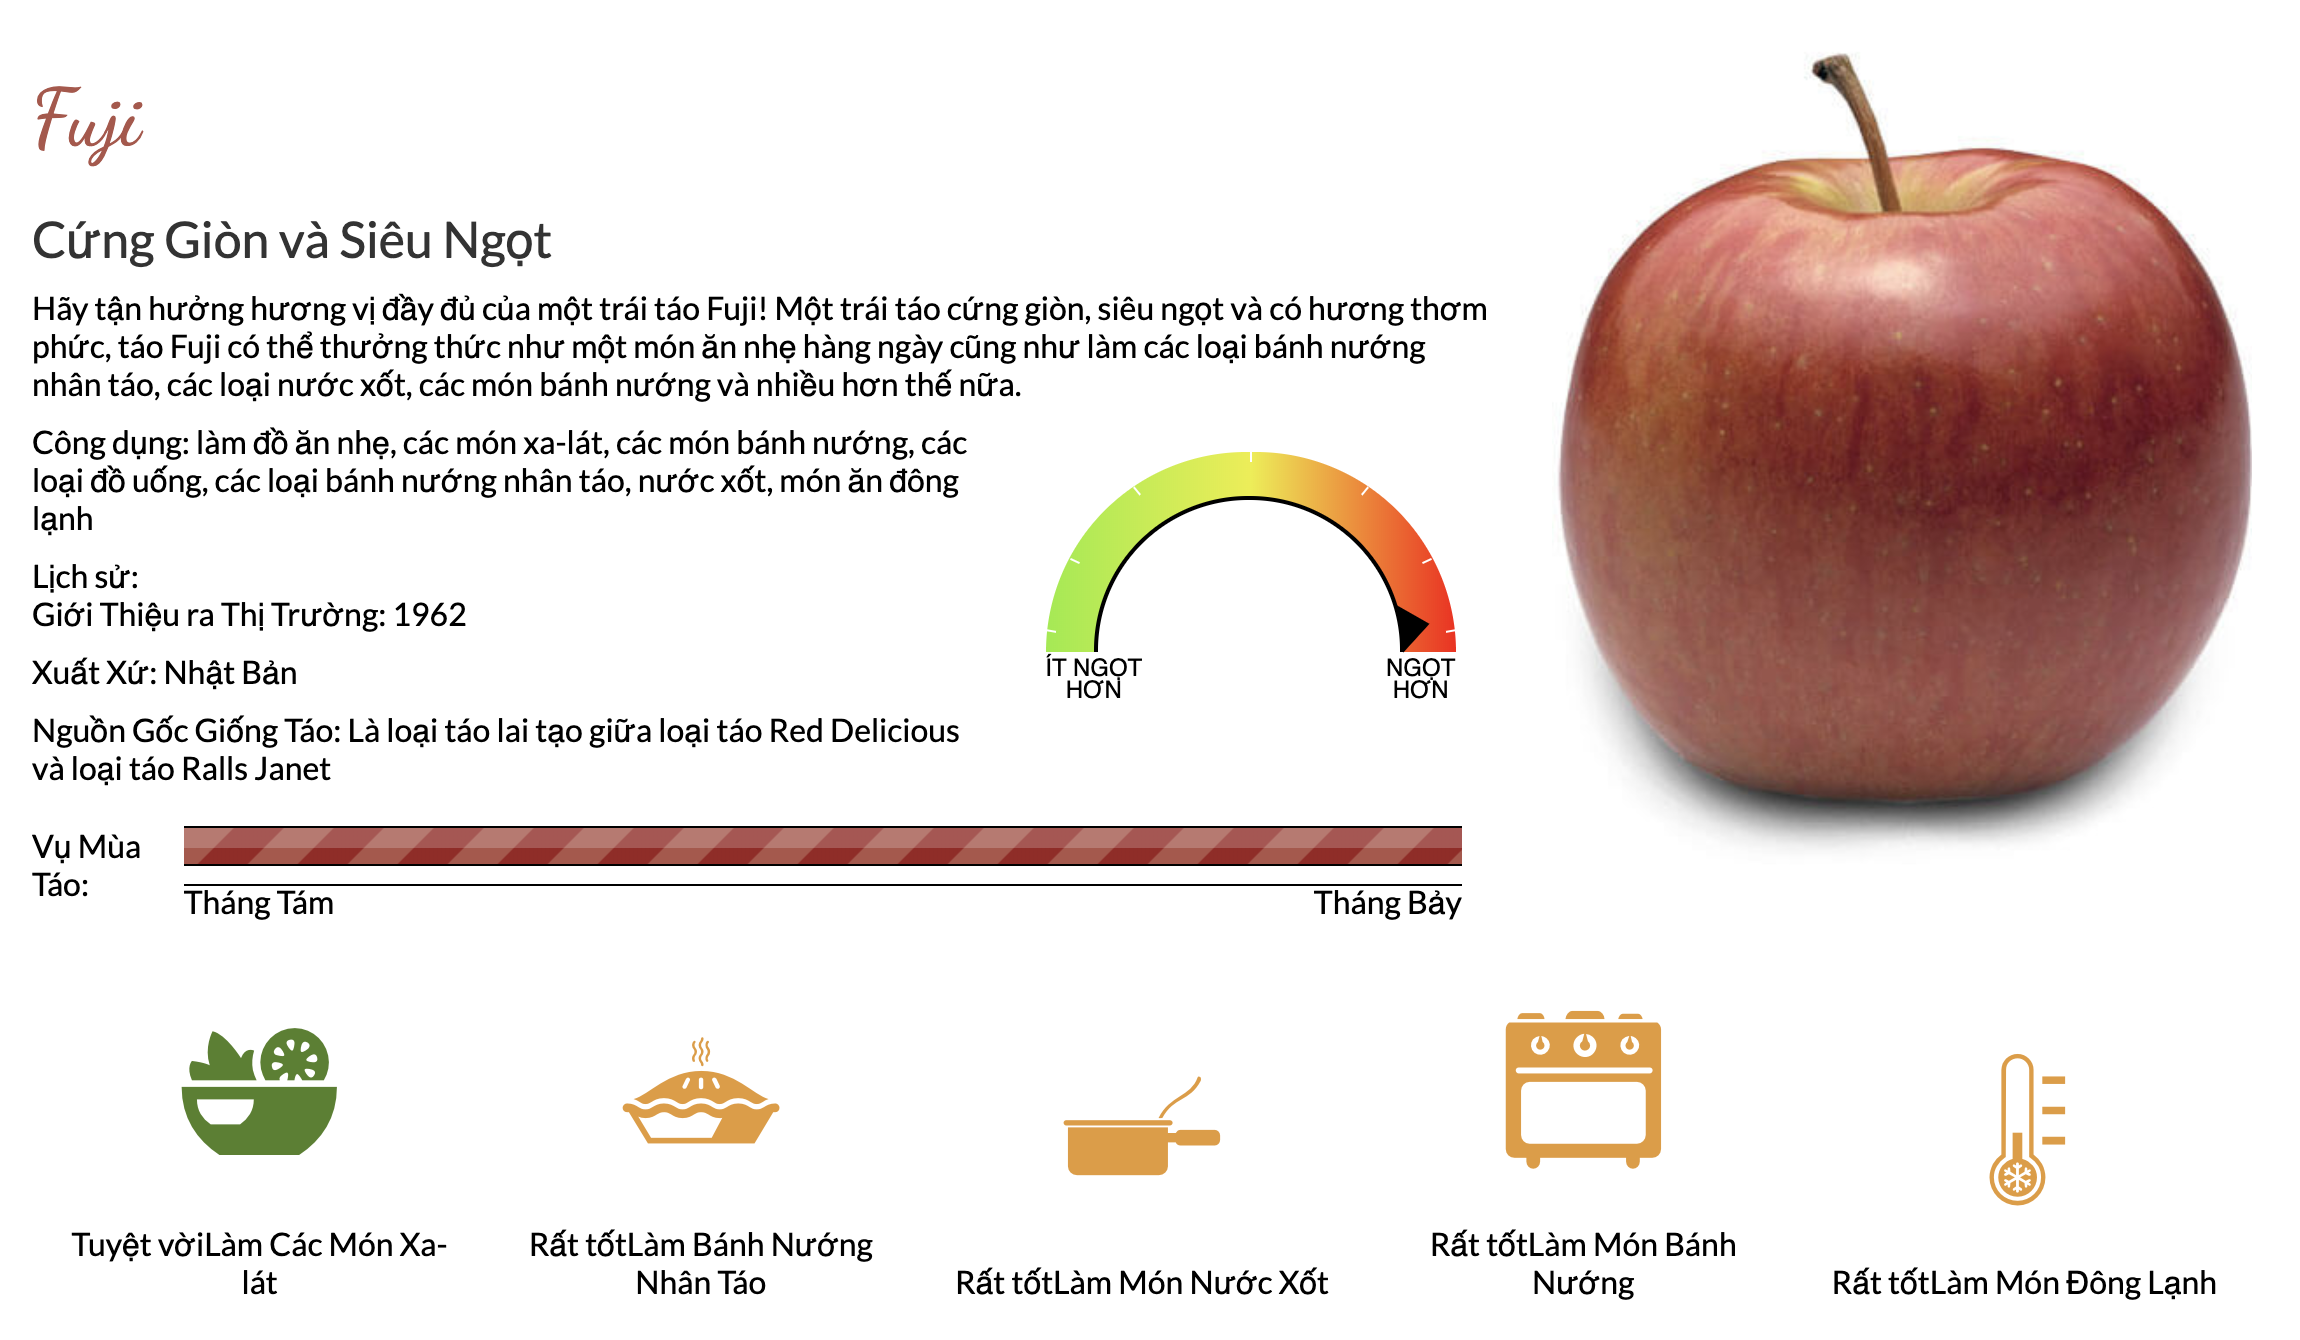 Fuji
Cứng Giòn và Siêu Ngọt
Hãy tận hưởng hương vị đầy đủ của một trái táo Fuji! Một trái táo cứng giòn, siêu ngọt và có hương thơm
phức, táo Fuji có thể thưởng thức như một món ăn nhẹ hàng ngày cũng như làm các loại bánh nướng
nhân táo, các loại nước xốt, các món bánh nướng và nhiều hơn thế nữa.
Công dụng: làm đồ ăn nhẹ, các món xa-lát, các món bánh nướng, các
loại đồ uống, các loại bánh nướng nhân táo, nước xốt, món ăn đông
lạnh
Lịch sử:
Giới Thiệu ra Thị Trường: 1962
Xuất Xứ: Nhật Bản
Nguồn Gốc Giống Táo: Là loại táo lai tạo giữa loại táo Red Delicious
và loại táo Ralls Janet
ÍT NGỌT
HƠN
NGỌT
HƠN
Vụ Mùa
Táo:
Tháng Tám
Tháng Bảy
Tuyệt vờiLàm Các Món Xa-
lát
Rất tốtLàm Bánh Nướng
Nhân Táo
Rất tốtLàm Món Nước Xốt
Rất tốtLàm Món Bánh
Nướng
Rất tốtLàm Món Đông Lạnh